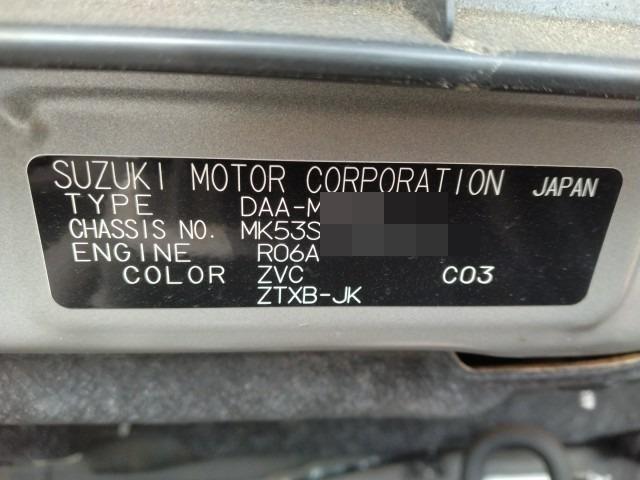 SUZUKI MOTOR CORPORATION JAPAN
TYPE DAA-M
CHASSIS NO. MK53S
ENGINE R06A
COLOR ZVC C03
ZTXB-JK